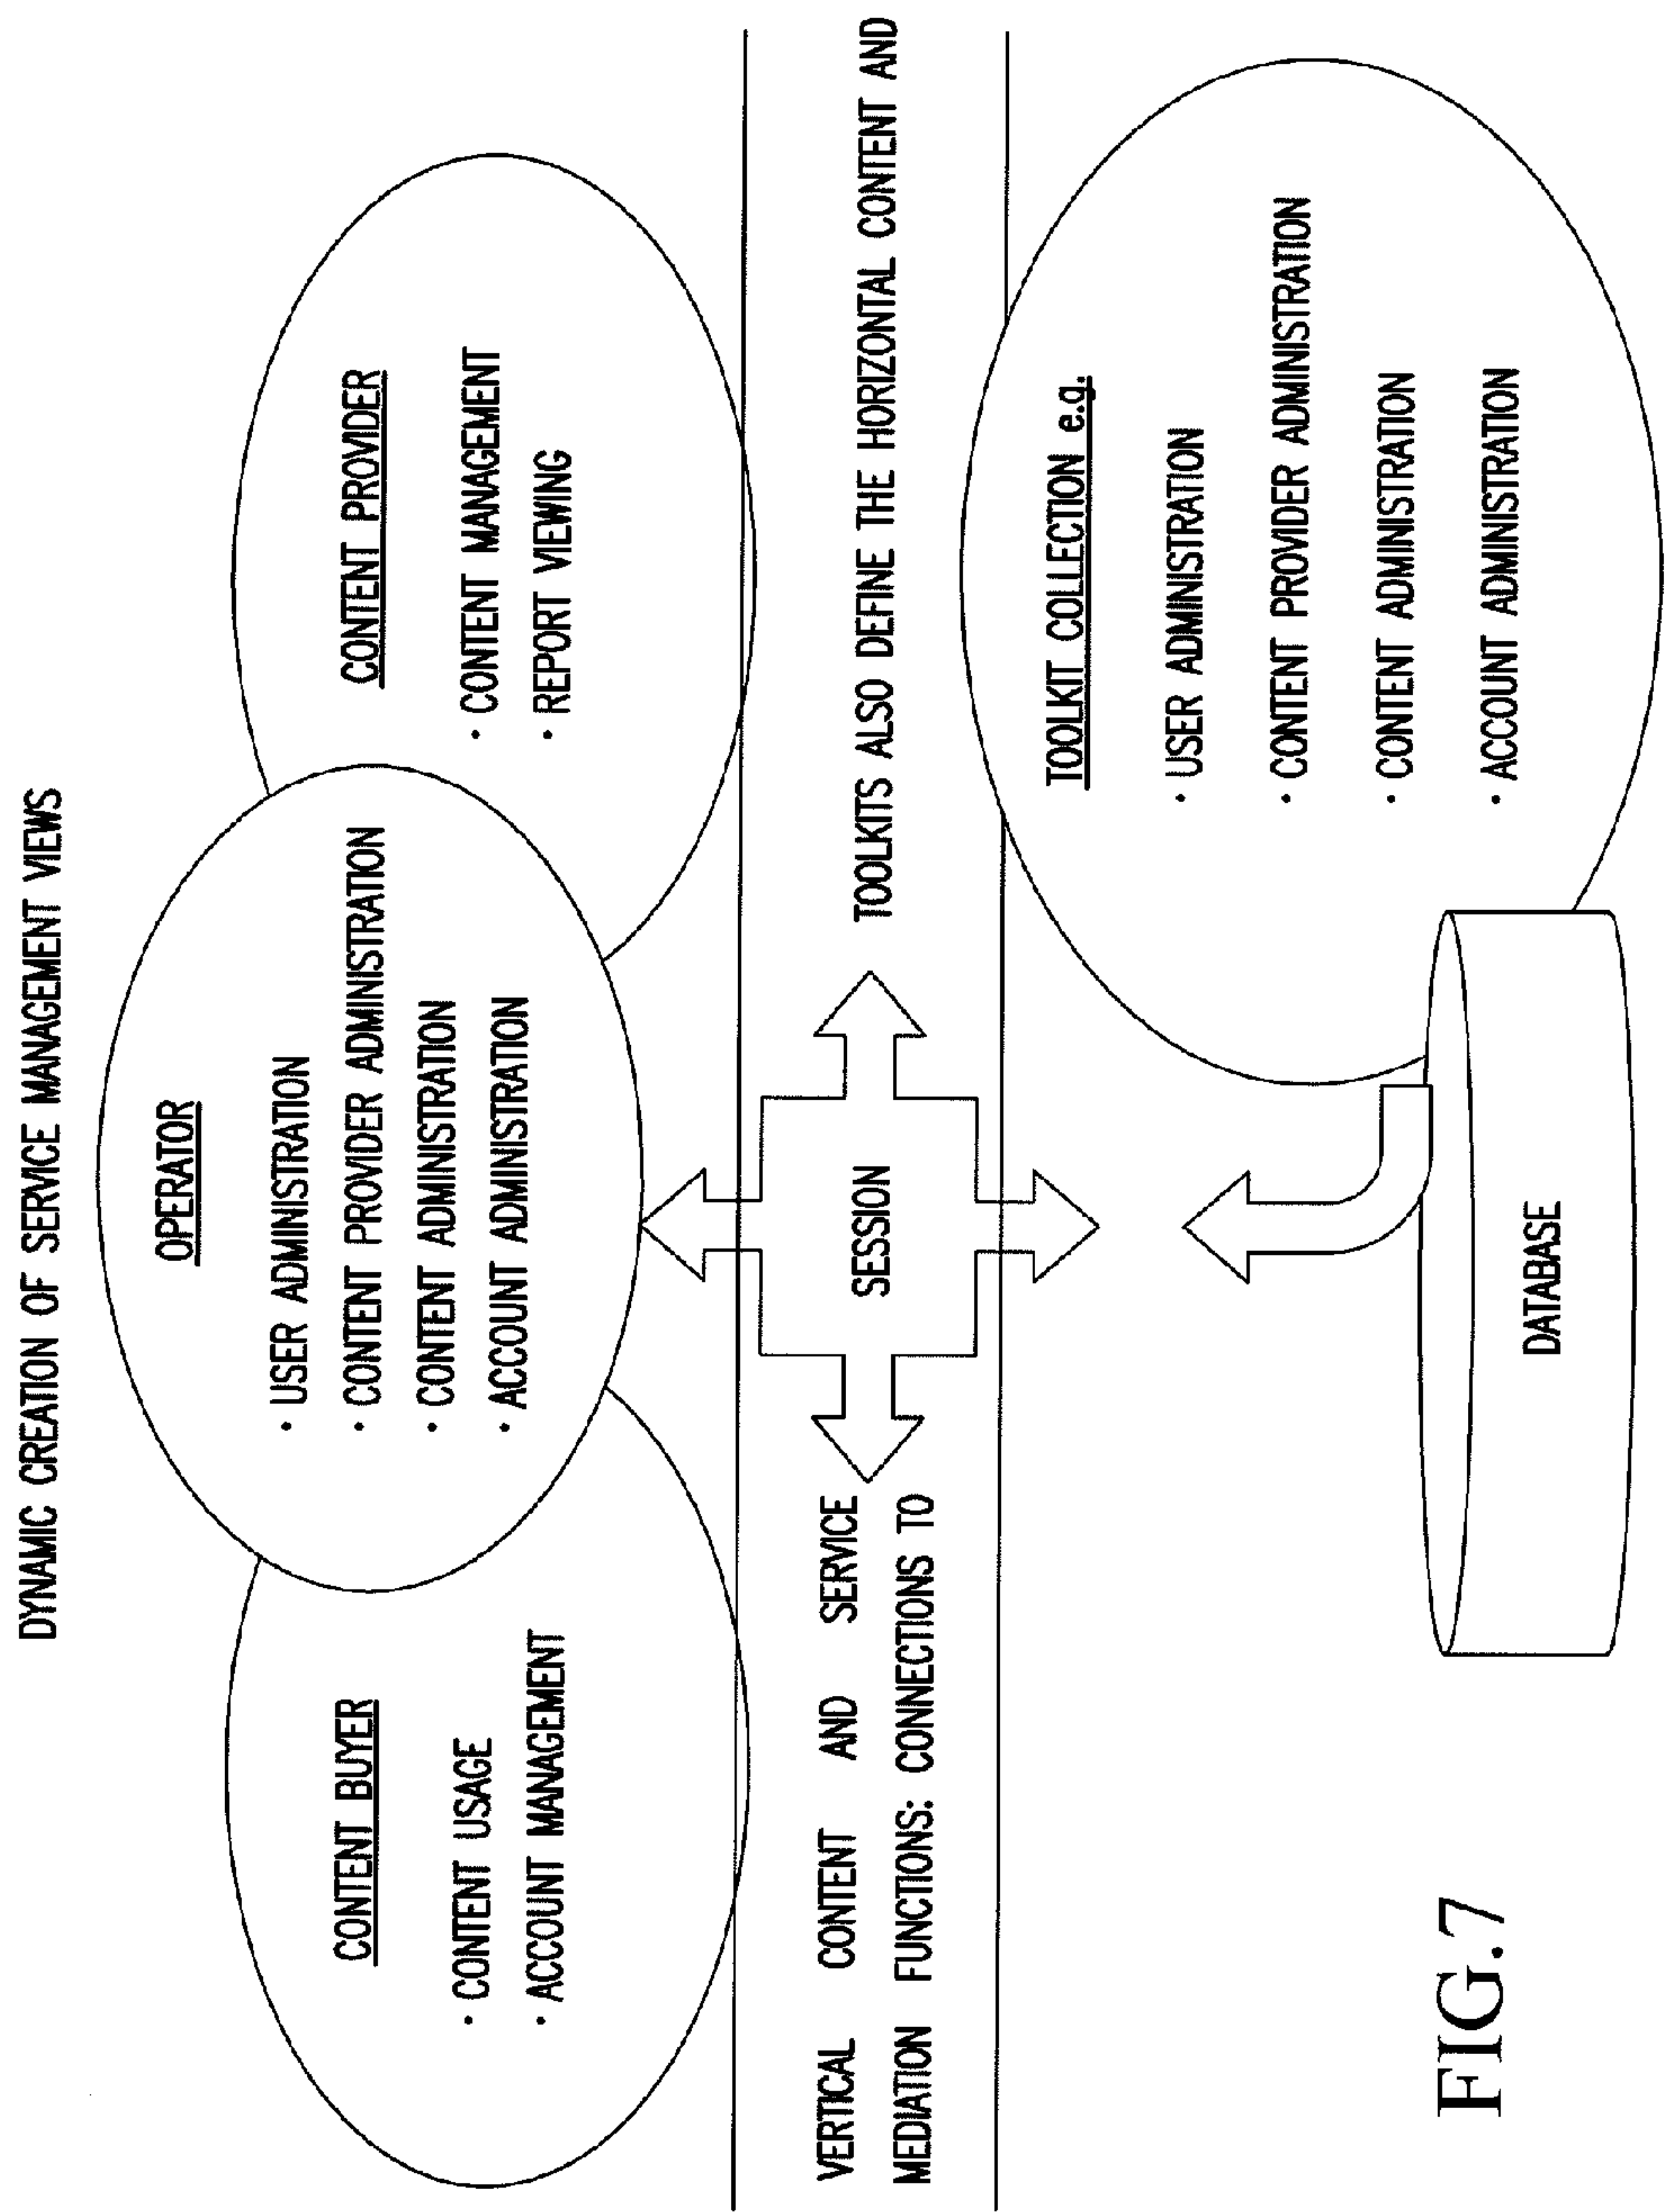 DYNAMIC CREATION OF SERVICE MANAGEMENT VIEWS
CONTENT BUYER
· CONTENT USAGE
· ACCOUNT MANAGEMENT
OPERATOR
· USER ADMINISTRATION
· CONTENT PROVIDER ADMINISTRATION
· CONTENT ADMINISTRATION
· ACCOUNT ADMINISTRATION
CONTENT PROVIDER
· CONTENT MANAGEMENT
· REPORT VIEWING
VERTICAL CONTENT AND SERVICE
MEDIATION FUNCTIONS: CONNECTIONS TO
SESSION
TOOLKITS ALSO DEFINE THE HORIZONTAL CONTENT AND
TOOLKIT COLLECTION e.g.
· USER ADMINISTRATION
· CONTENT PROVIDER ADMINISTRATION
· CONTENT ADMINISTRATION
· ACCOUNT ADMINISTRATION
DATABASE
FIG.7